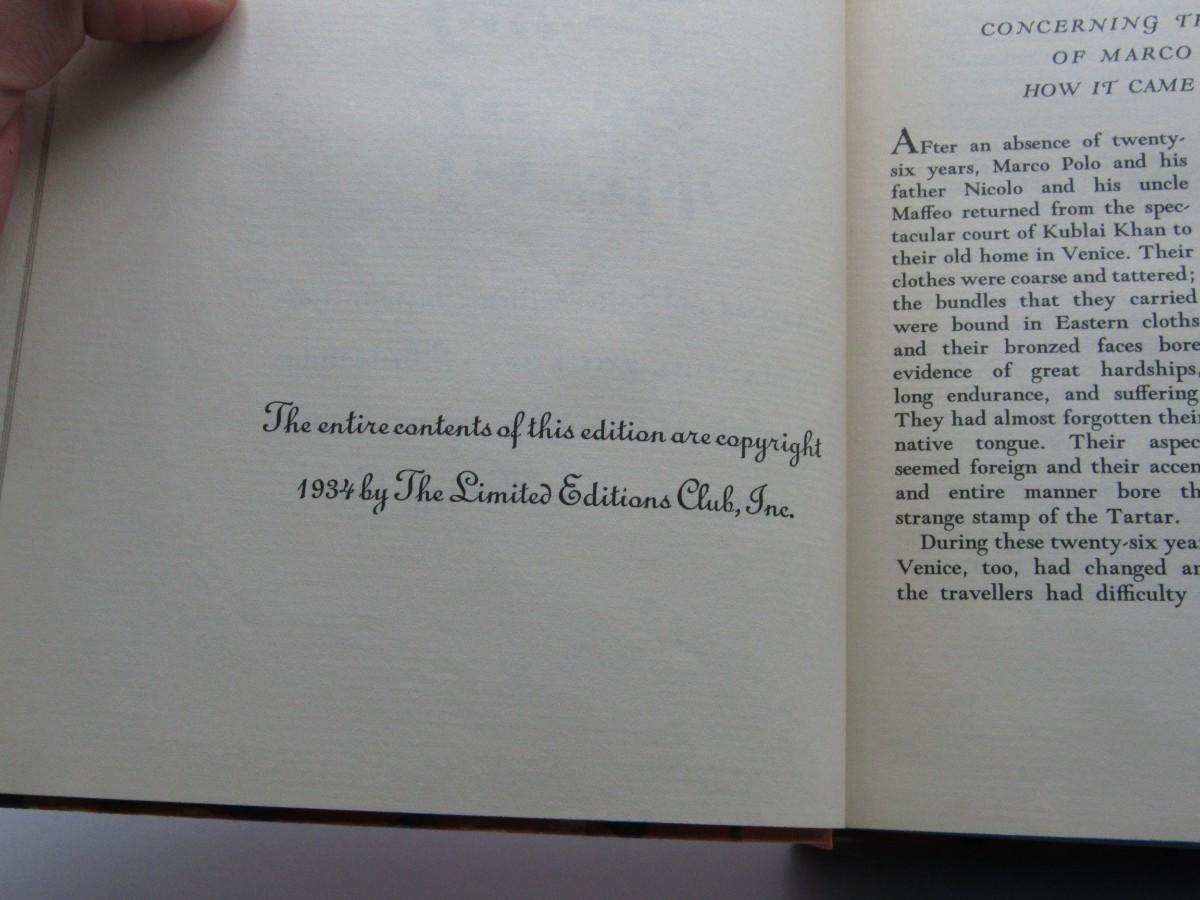 The entire contents of this edition are copyright
1934 by The Limited Editions Club, Inc.
CONCERNING
OF MARCO
HOW IT CAME
AFter an absence of twenty-
six years, Marco Polo and his
father Nicolo and his uncle
Maffeo returned from the spec-
tacular court of Kublai Khan to
their old home in Venice. Their
clothes were coarse and tattered;
the bundles that they carried
were bound in Eastern cloths
and their bronzed faces bore
evidence of great hardships,
long endurance, and suffering
They had almost forgotten their
native tongue. Their aspec
seemed foreign and their accen
and entire manner bore th
strange stamp of the Tartar.
During these twenty-six year
Venice, too, had changed an
the travellers had difficulty